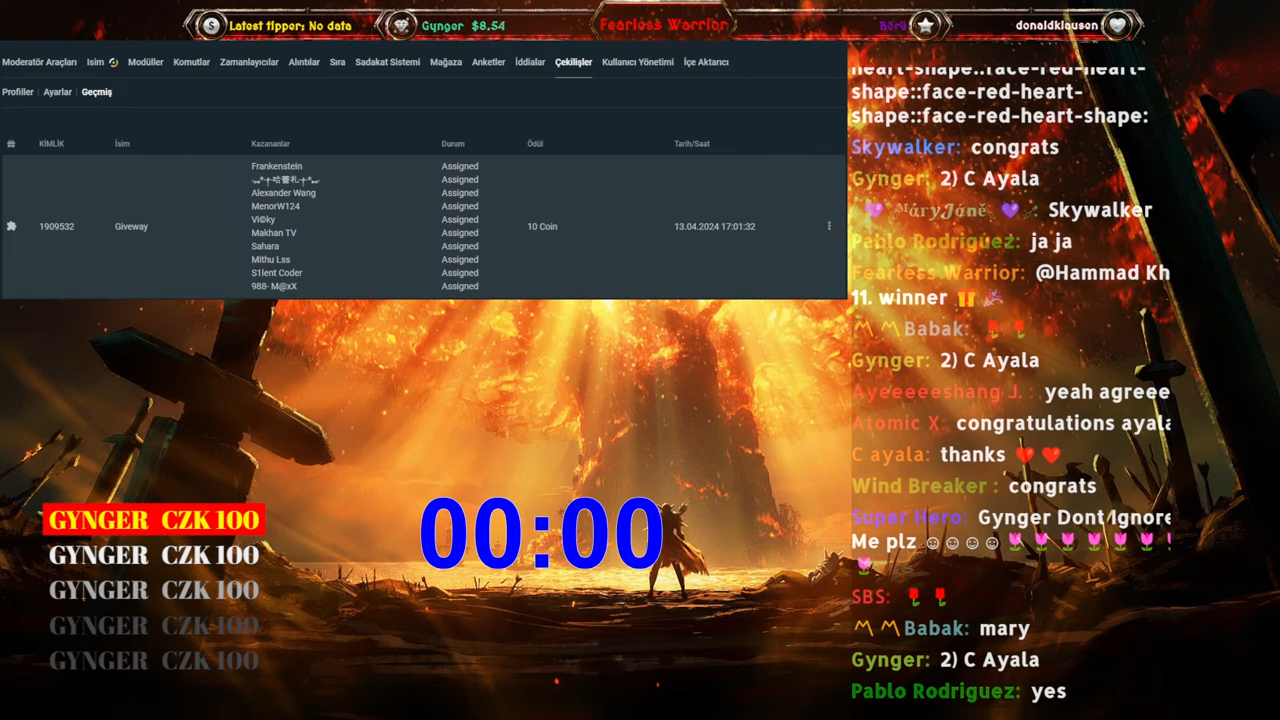 Latest tipper: No data
Gynger $8,54
Fearless Warrior
Börü
donaldklausen
Moderatör Araçları Isim Modüller Komutlar Zamanlayıcılar Alıntılar Sıra Sadakat Sistemi Mağaza Anketler İddialar Çekilişler Kullanıcı Yönetimi İçe Aktarıcı
Profiller Ayarlar Geçmiş
KİMLİK İsim Kazananlar Durum Ödül Tarih/Saat
Frankenstein Assigned
Assigned
Alexander Wang Assigned
MenorW124 Assigned
Vi©ky Assigned
1909532 Giveway 10 Coin 13.04.2024 17:01:32
Makhan TV Assigned
Sahara Assigned
Mithu Lss Assigned
S1lent Coder Assigned
988- M@xX Assigned
GYNGER CZK 100
GYNGER CZK 100
GYNGER CZK 100
GYNGER CZK 100
GYNGER CZK 100
00:00
heart-shape::face-red-heart-
shape::face-red-heart-
shape::face-red-heart-shape:
Skywalker: congrats
Gynger: 2) C Ayala
💜 ᴹáryJánĕ 💜 : Skywalker
Pablo Rodriguez: ja ja
Fearless Warrior: @Hammad Kh
11. winner 🎁 🎉
Babak: 🌹 🌹
Gynger: 2) C Ayala
Ayeeeeeshang J. : yeah agreee
Atomic X: congratulations ayala
C ayala: thanks ❤️ ❤️
Wind Breaker : congrats
Super Hero: Gynger Dont Ignore
Me plz ☺☺☺☺🌷🌷🌷🌷🌷🌷🌷
🌷
SBS: 🌹 🌹
Babak: mary
Gynger: 2) C Ayala
Pablo Rodriguez: yes